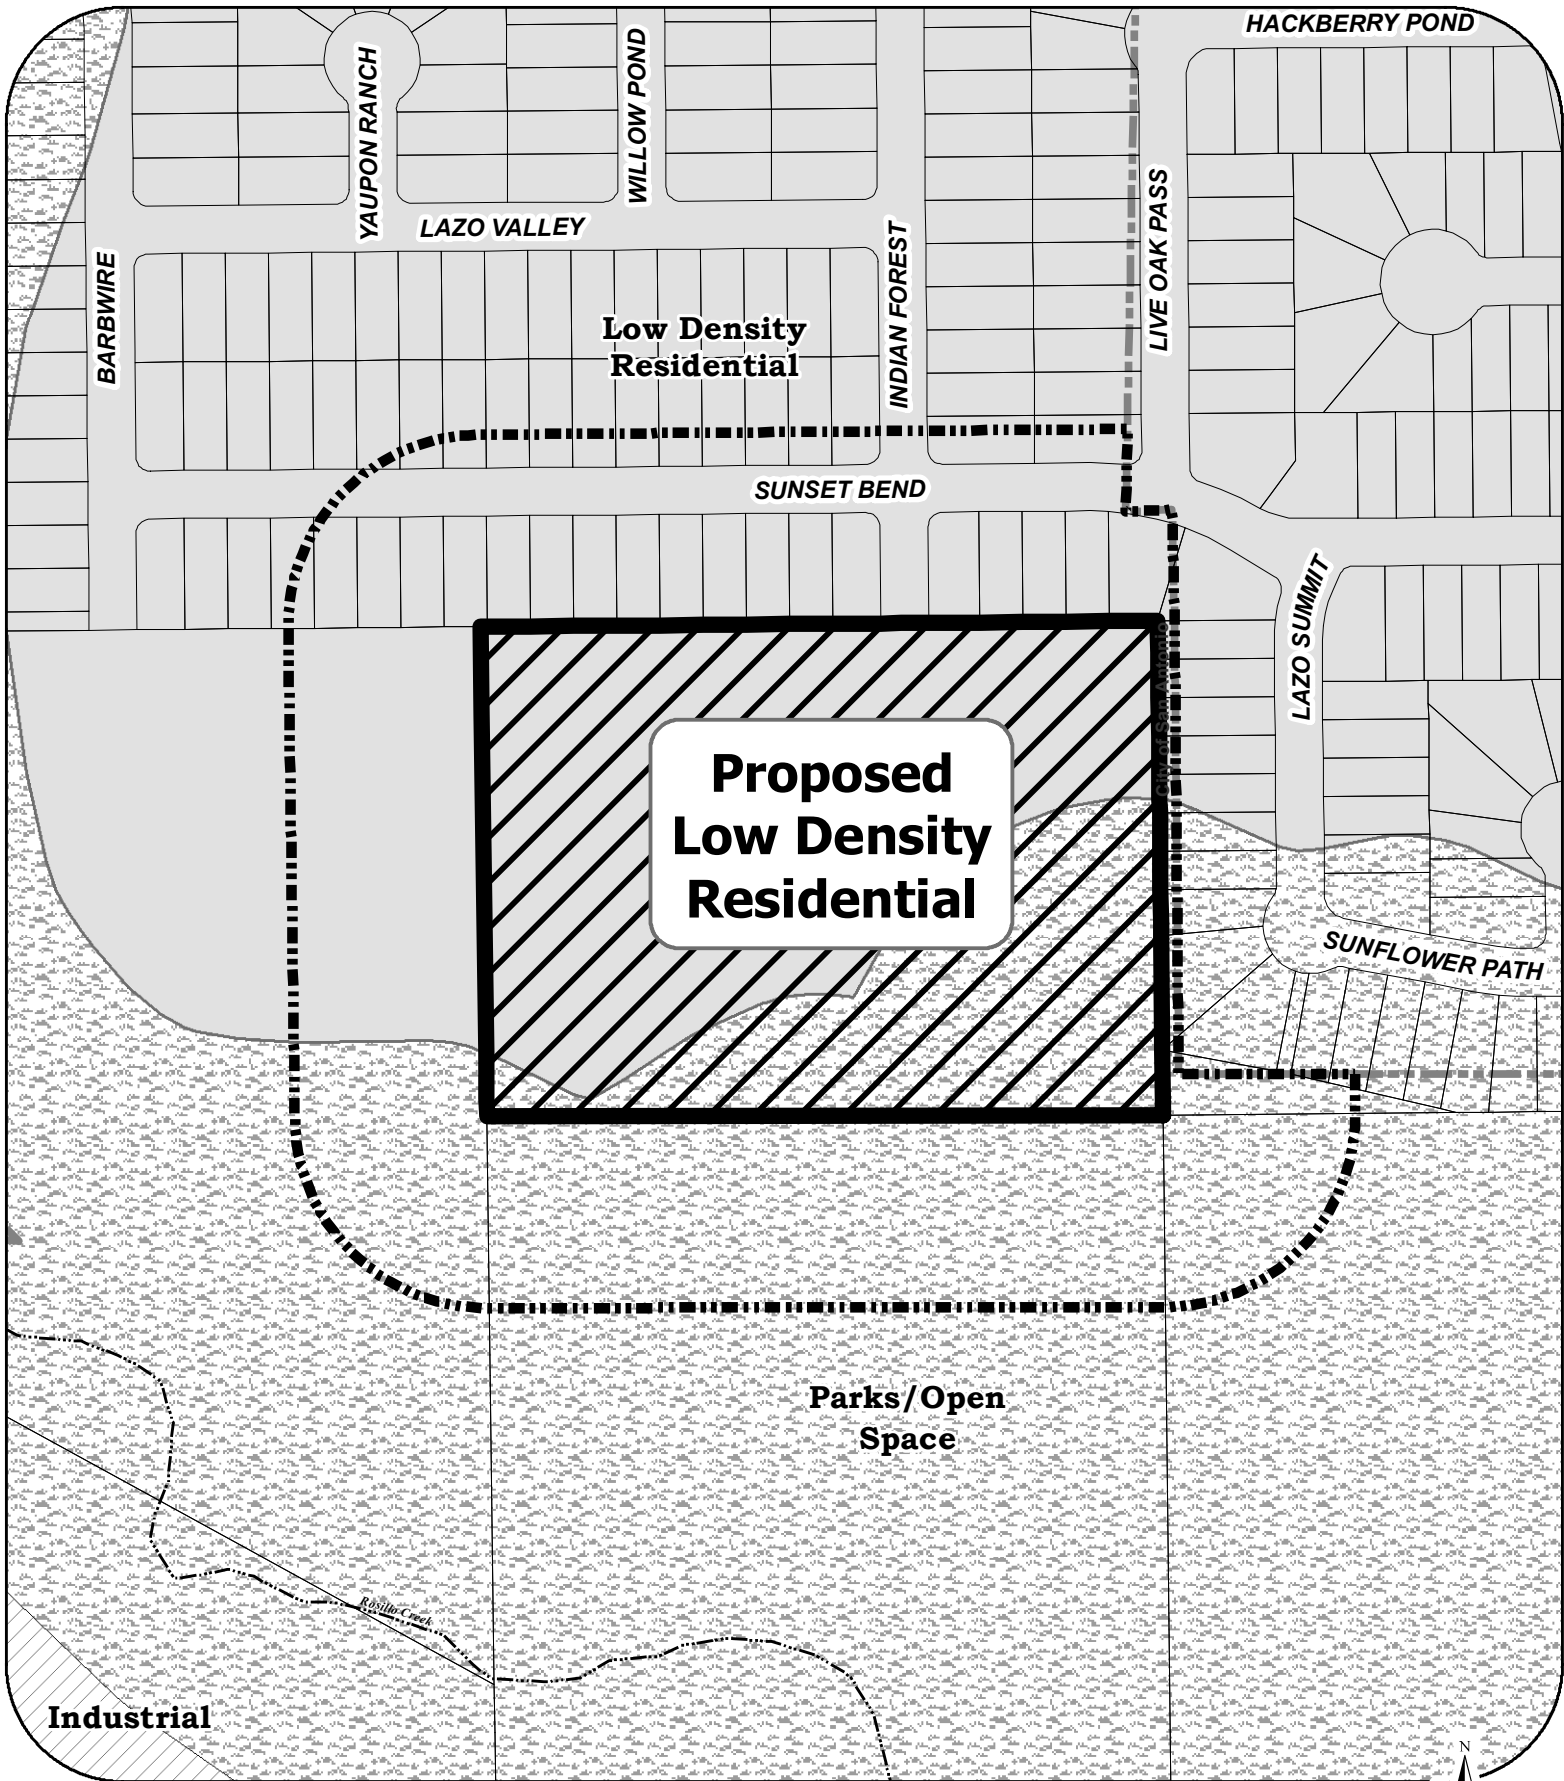 HACKBERRY POND
YAUPON RANCH
WILLOW POND
LIVE OAK PASS
LAZO VALLEY
INDIAN FOREST
BARBWIRE
Low Density
Residential
SUNSET BEND
LAZO SUMMIT
City of San Antonio
Proposed
Low Density
Residential
SUNFLOWER PATH
Parks/Open
Space
Rosillo Creek
Industrial
N